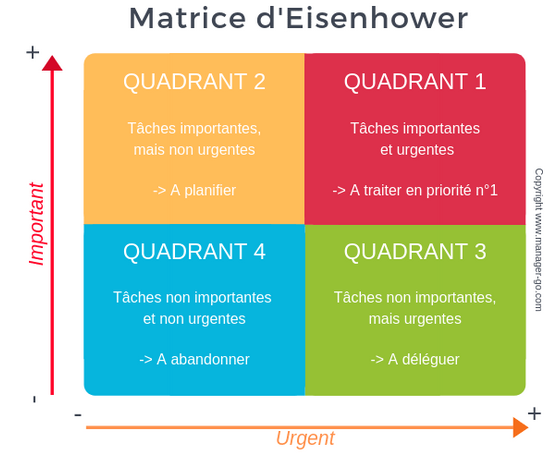 Matrice d'Eisenhower
+
QUADRANT 2
Tâches importantes,
mais non urgentes
-> A planifier
QUADRANT 1
Tâches importantes
et urgentes
-> A traiter en priorité n°1
Important
QUADRANT 4
Tâches non importantes
et non urgentes
-> A abandonner
QUADRANT 3
Tâches non importantes,
mais urgentes
-> A déléguer
Copyright www.manager-go.com
-
-
+
Urgent